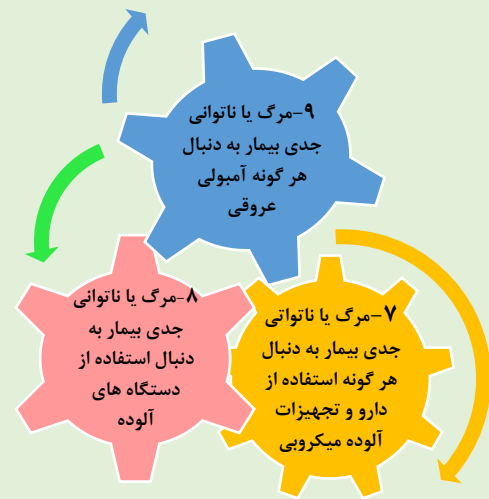 ۹-مرگ یا ناتوانی
جدی بیمار به دنبال
هر گونه آمبولی
عروقی
۸-مرگ یا ناتوانی
جدی بیمار به
دنبال استفاده از
دستگاه های
آلوده
۷-مرگ یا ناتواتی
جدی بیمار به دنبال
هر گونه استفاده از
دارو و تجهیزات
آلوده میکروبی